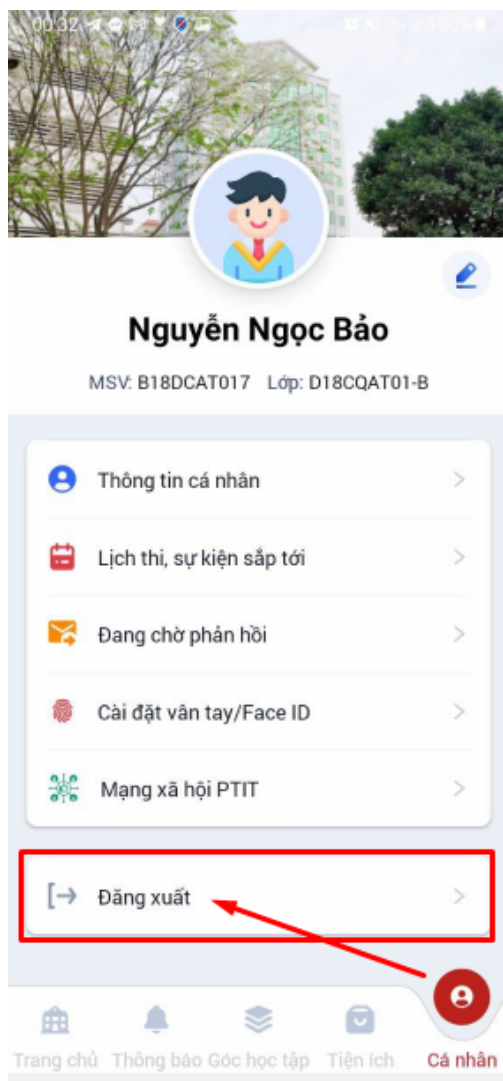 00:32
100%
Nguyễn Ngọc Bảo
MSV: B18DCAT017 Lớp: D18CQAT01-B
Thông tin cá nhân
Lịch thi, sự kiện sắp tới
Đang chờ phản hồi
Cài đặt vân tay/Face ID
Mạng xã hội PTIT
Đăng xuất
Trang chủ Thông báo Góc học tập Tiện ích Cá nhân